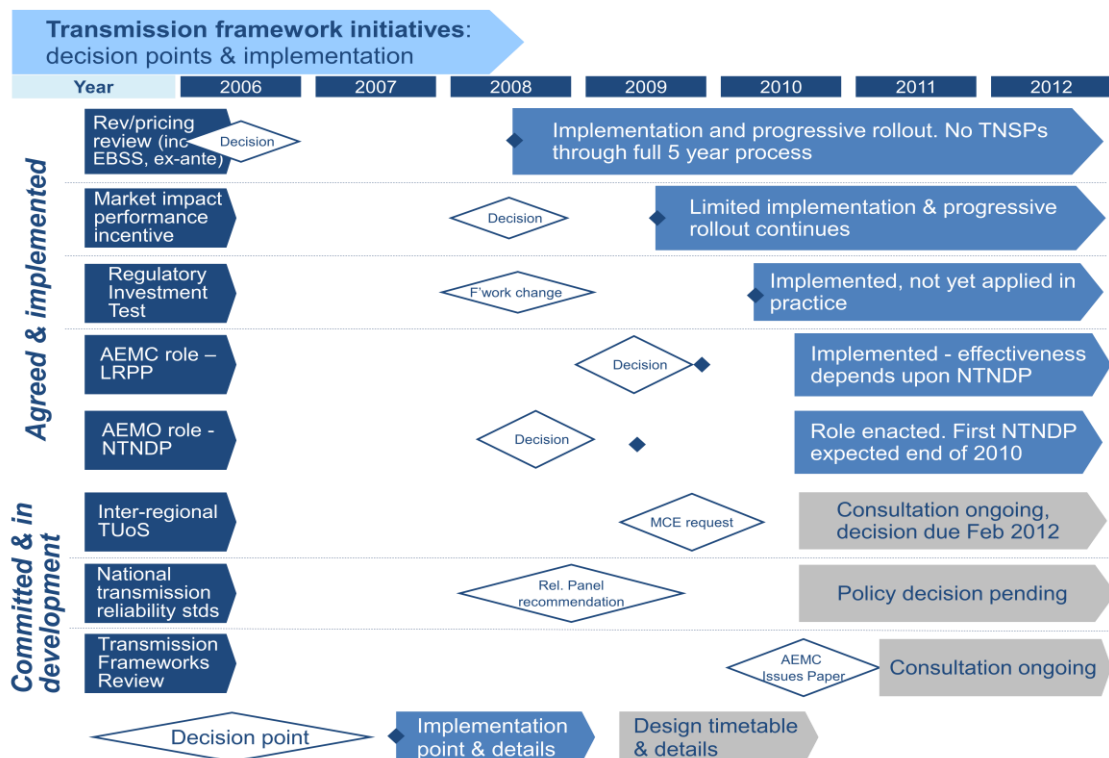 Transmission framework initiatives:
decision points & implementation
Year
2006
2007
2008
2009
2010
2011
2012
Agreed & implemented
Rev/pricing
review (inc
EBSS, ex-ante)
Decision
Implementation and progressive rollout. No TNSPs
through full 5 year process
Market impact
performance
incentive
Decision
Limited implementation & progressive
rollout continues
Regulatory
Investment
Test
F'work change
Implemented, not yet applied in
practice
AEMC role –
LRPP
Decision
Implemented - effectiveness
depends upon NTNDP
AEMO role -
NTNDP
Decision
Role enacted. First NTNDP
expected end of 2010
Committed & in
development
Inter-regional
TUoS
MCE request
Consultation ongoing,
decision due Feb 2012
National
transmission
reliability stds
Rel. Panel
recommendation
Policy decision pending
Transmission
Frameworks
Review
AEMC
Issues Paper
Consultation ongoing
Decision point
Implementation
point & details
Design timetable
& details